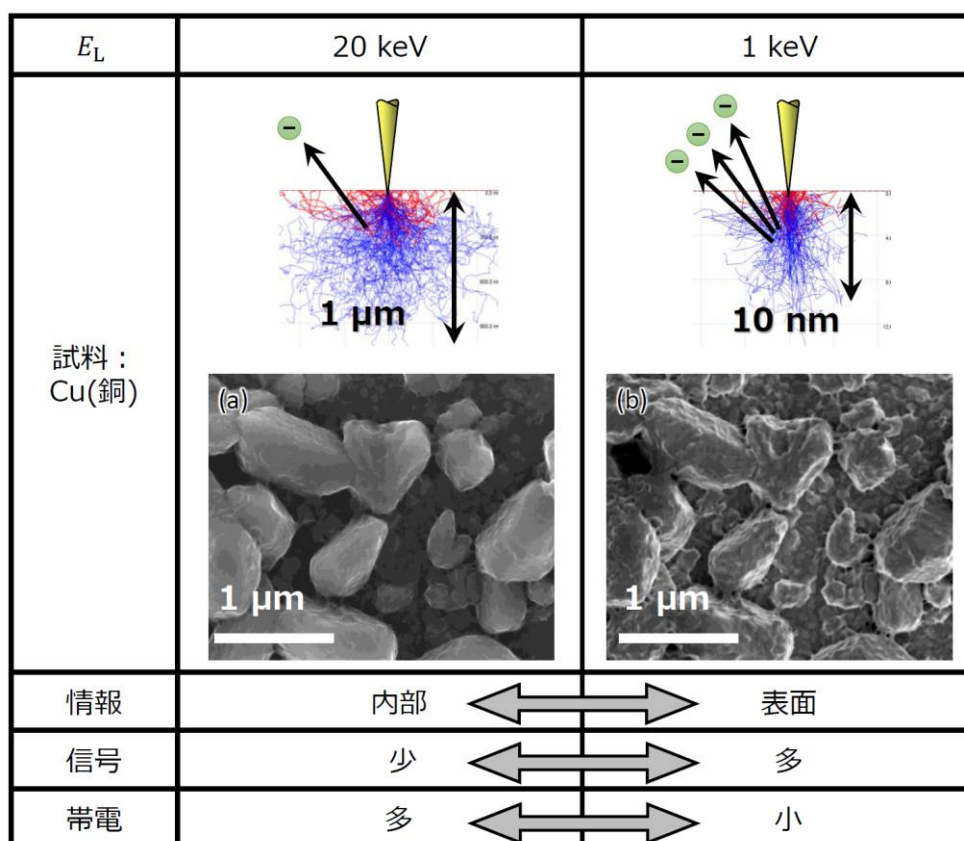 E_L
20 keV
1 keV
試料：
Cu(銅)
−
1 µm
−
−
−
10 nm
(a)
1 µm
(b)
1 µm
情報
内部
表面
信号
少
多
帯電
多
小